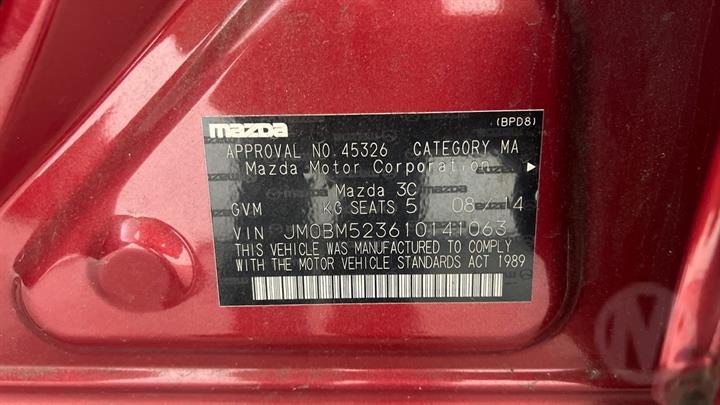 mazda (BPD8)
APPROVAL NO. 45326 CATEGORY MA
Mazda Motor Corporation
Mazda 3C
GVM KG SEATS 5 08 / 14
VIN JM0BM523610141063
THIS VEHICLE WAS MANUFACTURED TO COMPLY
WITH THE MOTOR VEHICLE STANDARDS ACT 1989
M